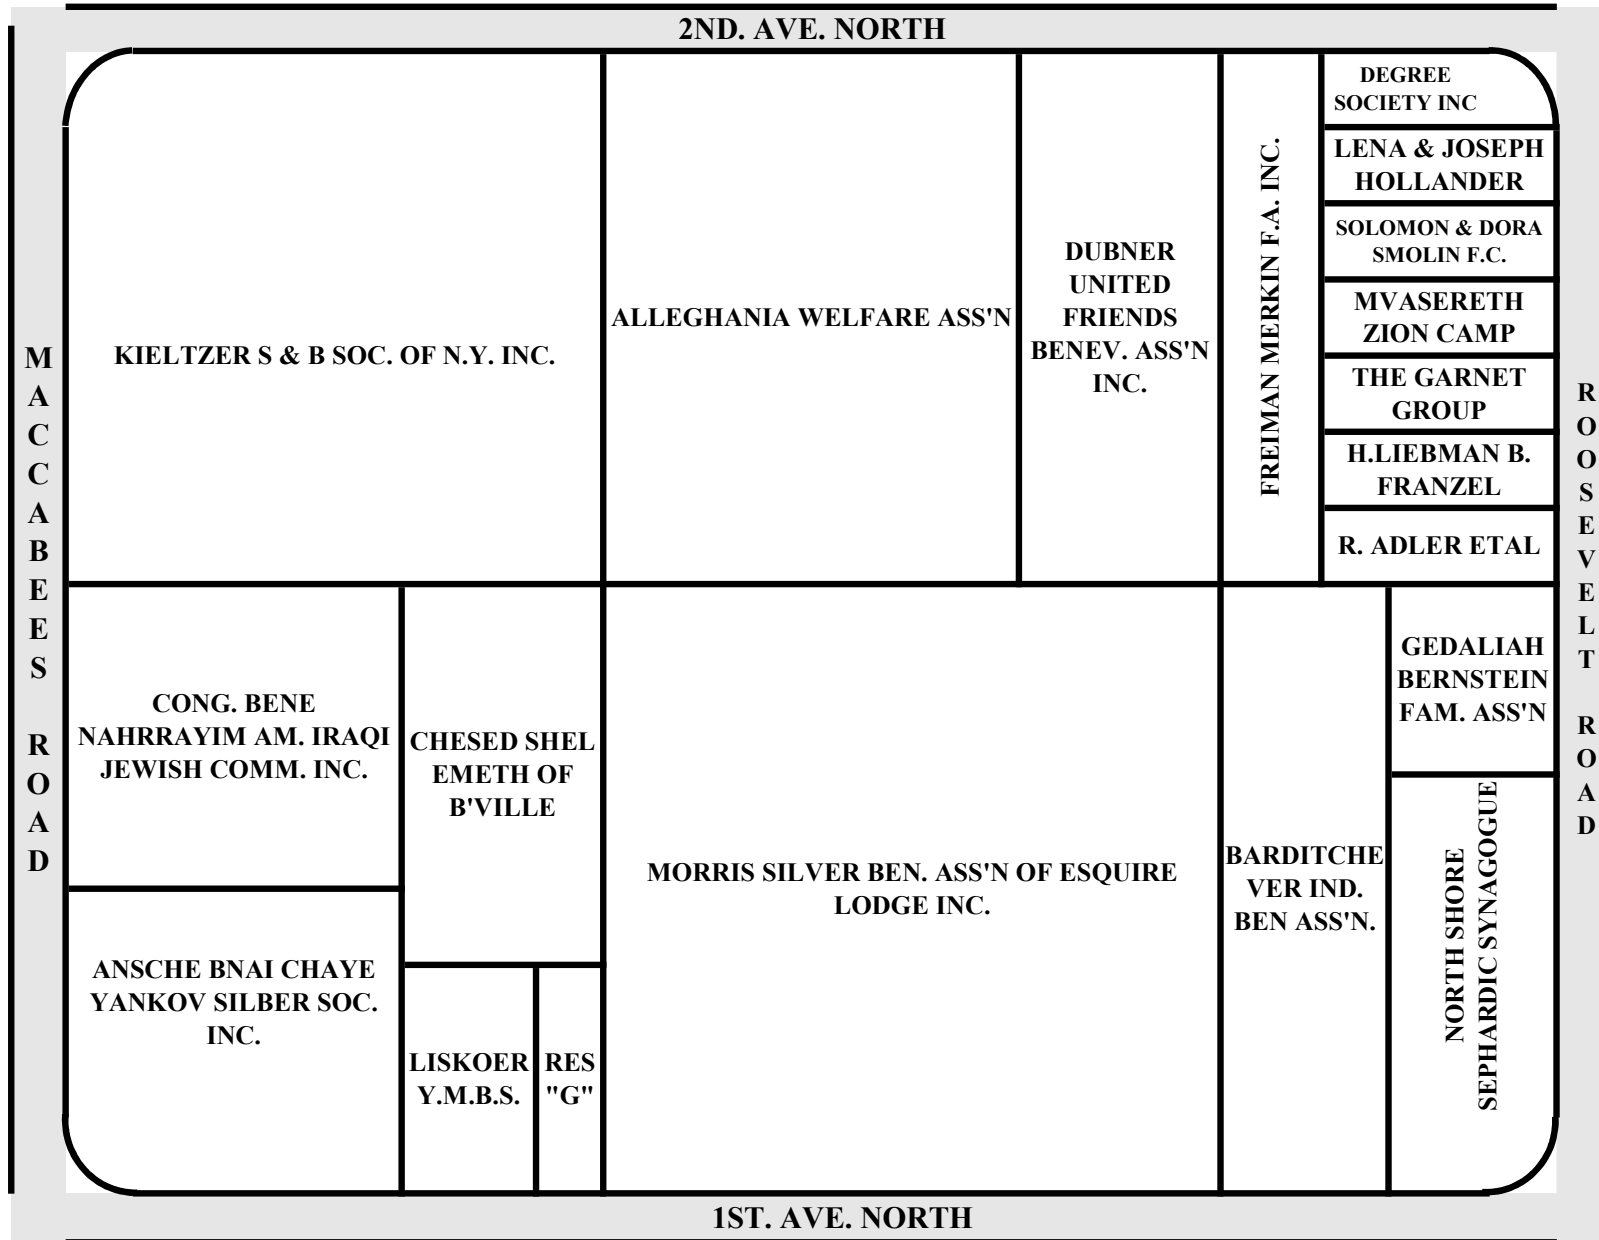 2ND. AVE. NORTH
MACCABEES ROAD
KIELTZER S & B SOC. OF N.Y. INC.
ALLEGHANIA WELFARE ASS'N
DUBNER
UNITED
FRIENDS
BENEV. ASS'N
INC.
FREIMAN MERKIN F.A. INC.
DEGREE
SOCIETY INC
LENA & JOSEPH
HOLLANDER
SOLOMON & DORA
SMOLIN F.C.
MVASERETH
ZION CAMP
THE GARNET
GROUP
H.LIEBMAN B.
FRANZEL
R. ADLER ETAL
ROOSEVELT ROAD
CONG. BENE
NAHRRAYIM AM. IRAQI
JEWISH COMM. INC.
CHESED SHEL
EMETH OF
B'VILLE
ANSCHE BNAI CHAYE
YANKOV SILBER SOC.
INC.
LISKOER
Y.M.B.S.
RES
"G"
MORRIS SILVER BEN. ASS'N OF ESQUIRE
LODGE INC.
BARDITCHE
VER IND.
BEN ASS'N.
GEDALIAH
BERNSTEIN
FAM. ASS'N
NORTH SHORE
SEPHARDIC SYNAGOGUE
1ST. AVE. NORTH